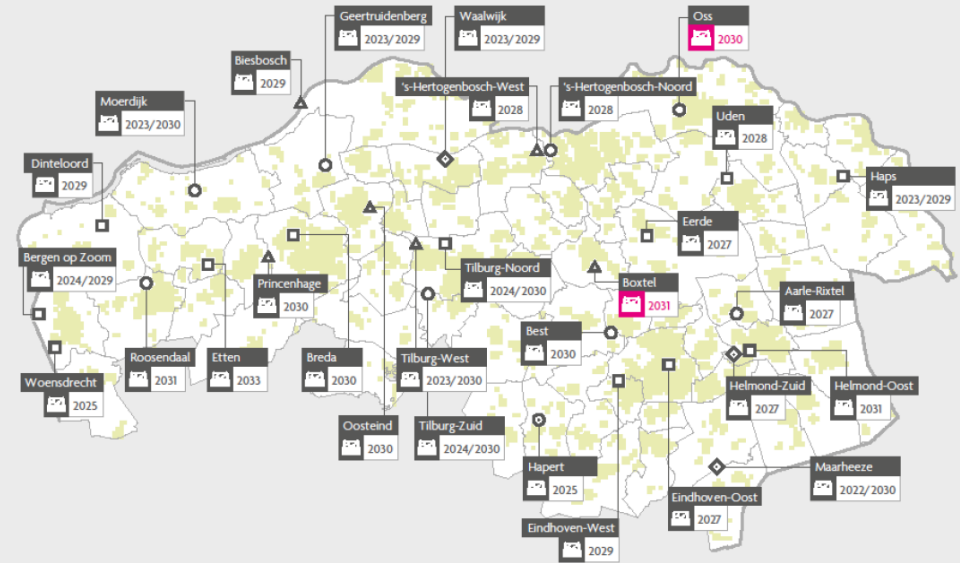 Geertruidenberg
2023/2029
Waalwijk
2023/2029
Oss
2030
Biesbosch
2029
's-Hertogenbosch-West
2028
's-Hertogenbosch-Noord
2028
Moerdijk
2023/2030
Uden
2028
Dinteloord
2029
Haps
2023/2029
Eerde
2027
Bergen op Zoom
2024/2029
Princenhage
2030
Tilburg-Noord
2024/2030
Boxtel
2031
Aarle-Rixtel
2027
Best
2030
Woensdrecht
2025
Roosendaal
2031
Etten
2033
Breda
2030
Tilburg-West
2023/2030
Helmond-Zuid
2027
Helmond-Oost
2031
Oosteind
2030
Tilburg-Zuid
2024/2030
Hapert
2025
Maarheeze
2022/2030
Eindhoven-Oost
2027
Eindhoven-West
2029